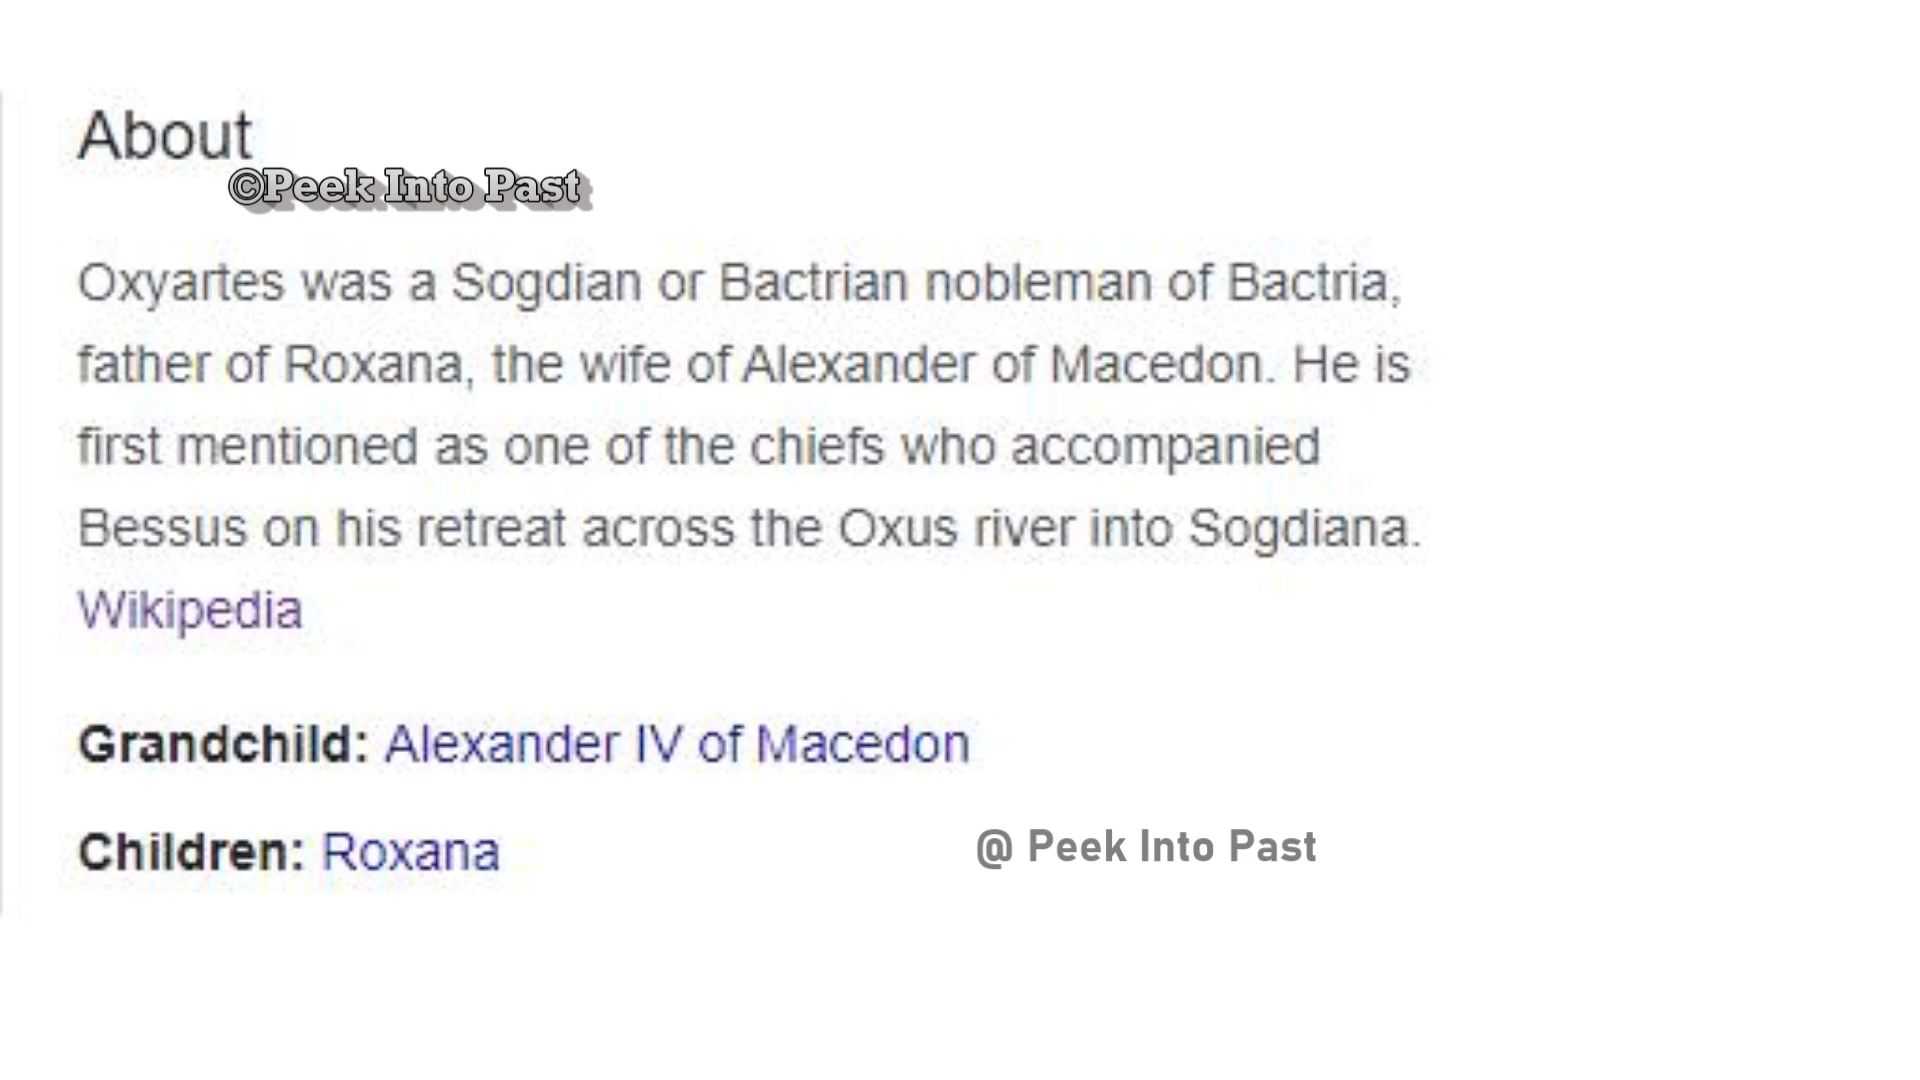 About
©Peek Into Past
Oxyartes was a Sogdian or Bactrian nobleman of Bactria,
father of Roxana, the wife of Alexander of Macedon. He is
first mentioned as one of the chiefs who accompanied
Bessus on his retreat across the Oxus river into Sogdiana.
Wikipedia
Grandchild: Alexander IV of Macedon
Children: Roxana
@ Peek Into Past